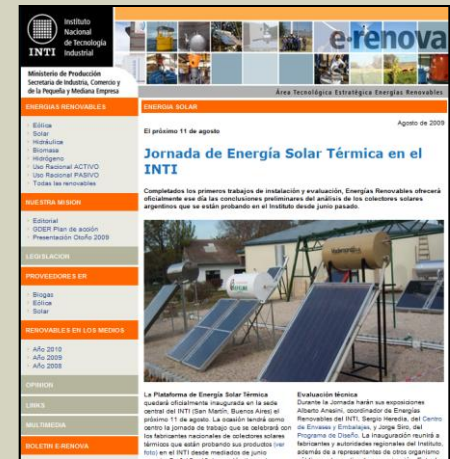 Instituto
Nacional
de Tecnología
Industrial
INTI
e-renova
Ministerio de Producción
Secretaría de Industria, Comercio y
de la Pequeña y Mediana Empresa
Área Tecnológica Estratégica Energías Renovables
ENERGIAS RENOVABLES
Eólica
Solar
Hidráulica
Biomasa
Hidrógeno
Uso Racional ACTIVO
Uso Racional PASIVO
Todas las renovables
NUESTRA MISION
Editorial
GDER Plan de acción
Presentación Otoño 2009
LEGISLACION
PROVEEDORES ER
Biogas
Eólica
Solar
RENOVABLES EN LOS MEDIOS
Año 2010
Año 2009
Año 2008
OPINION
LINKS
MULTIMEDIA
BOLETIN E-RENOVA
ENERGIA SOLAR
Agosto de 2009
El próximo 11 de agosto
Jornada de Energía Solar Térmica en el
INTI
Completados los primeros trabajos de instalación y evaluación, Energías Renovables ofrecerá
oficialmente ese día las conclusiones preliminares del análisis de los colectores solares
argentinos que se están probando en el Instituto desde junio pasado.
La Plataforma de Energía Solar Térmica
quedará oficialmente inaugurada en la sede
central del INTI (San Martín, Buenos Aires) el
próximo 11 de agosto. La ocasión tendrá como
centro la jornada de trabajo que se celebrará con
los fabricantes nacionales de colectores solares
térmicos que están probando sus productos (ver
foto) en el INTI desde mediados de junio
Evaluación técnica
Durante la Jornada harán sus exposiciones
Alberto Anesini, coordinador de Energías
Renovables del INTI, Sergio Heredia, del Centro
de Envases y Embalajes, y Jorge Siro, del
Programa de Diseño. La inauguración reunirá a
fabricantes y autoridades regionales del Instituto,
además de a representantes de otros organismo